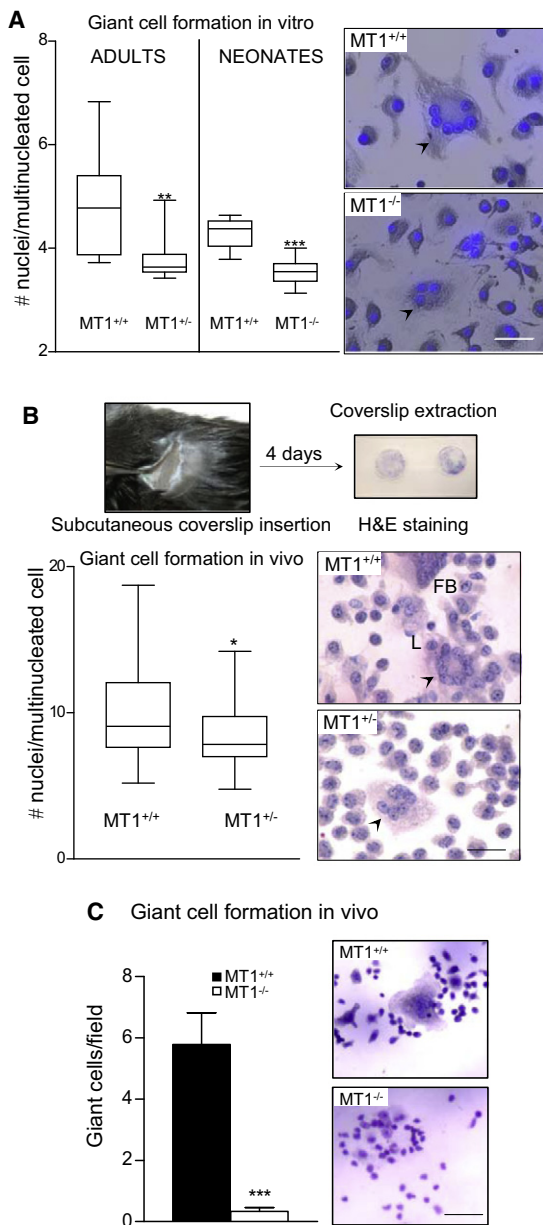 A
Giant cell formation in vitro
ADULTS
NEONATES
# nuclei/multinucleated cell
8
6
4
2
**
***
MT1+/+
MT1+/-
MT1+/+
MT1-/-
MT1+/+
MT1-/-
B
4 days
Coverslip extraction
Subcutaneous coverslip insertion
H&E staining
Giant cell formation in vivo
# nuclei/multinucleated cell
20
10
0
*
MT1+/+
MT1+/-
MT1+/+
FB
L
MT1+/-
C
Giant cell formation in vivo
MT1+/+
MT1-/-
Giant cells/field
8
6
4
2
0
***
MT1+/+
MT1-/-